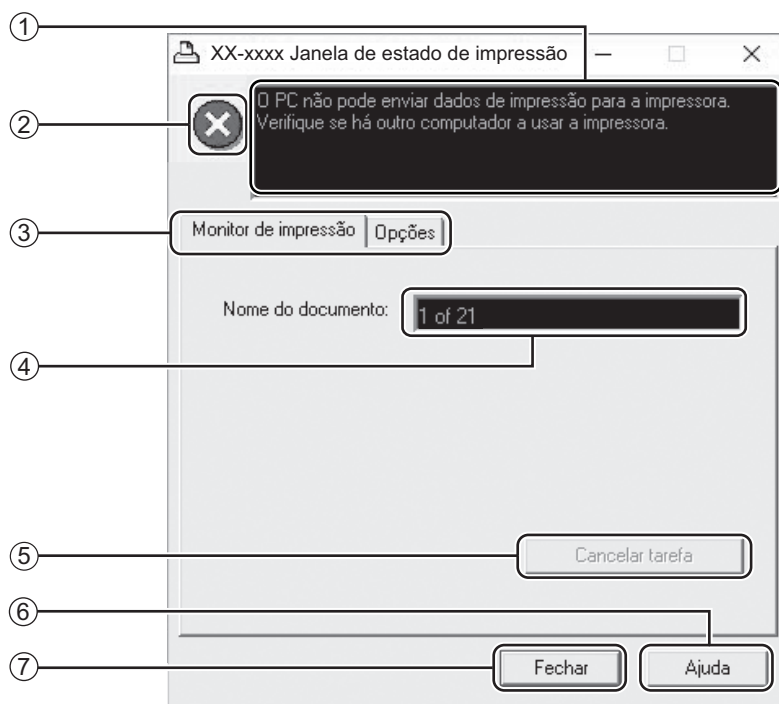 ①
XX-xxxx Janela de estado de impressão
②
O PC não pode enviar dados de impressão para a impressora.
Verifique se há outro computador a usar a impressora.
③
Monitor de impressão
Opções
Nome do documento:
1 of 21
④
⑤
Cancelar tarefa
⑥
⑦
Fechar
Ajuda